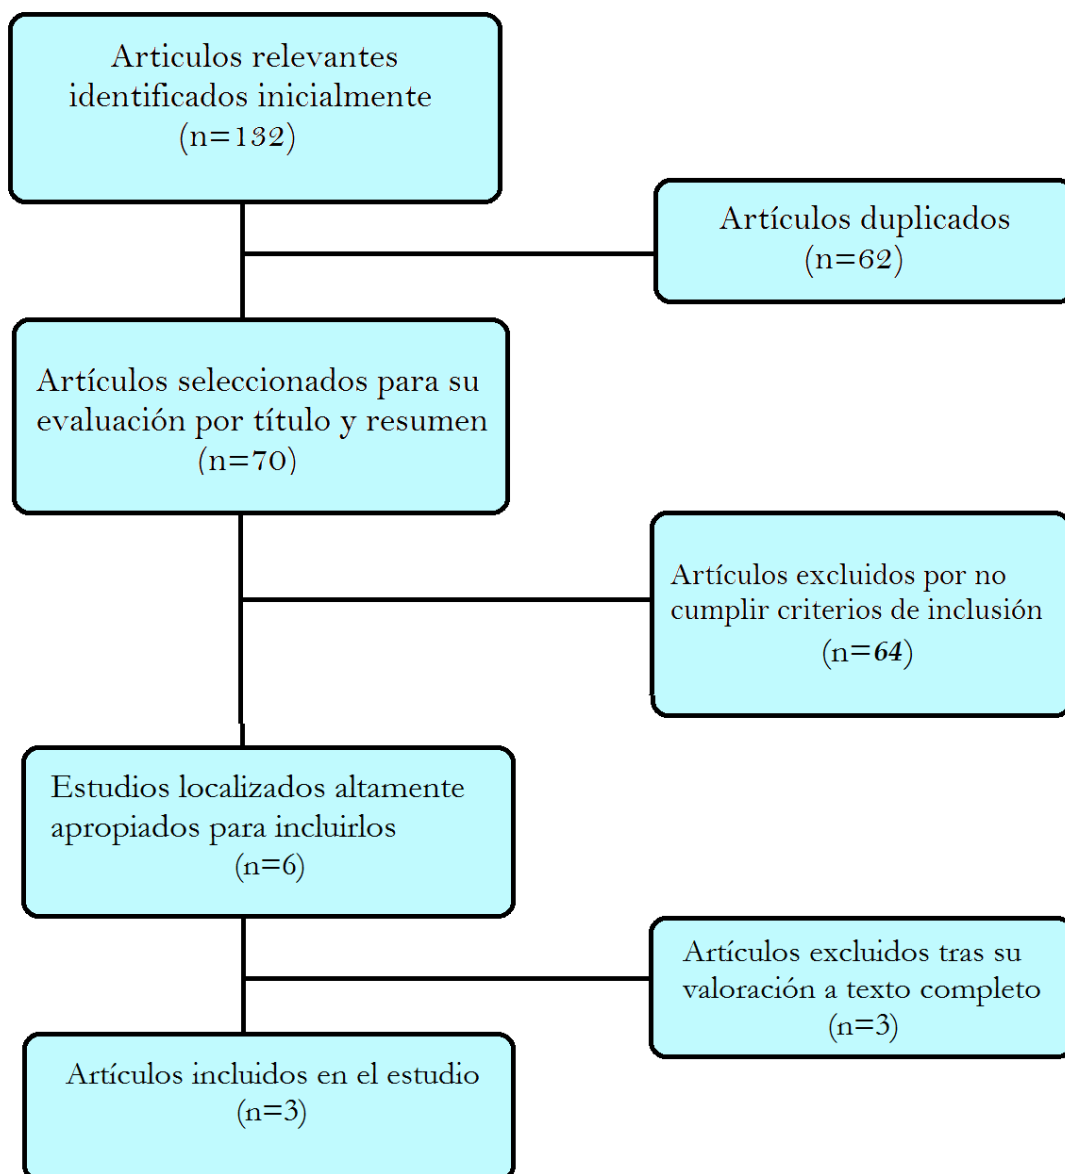 Articulos relevantes
identificados inicialmente
(n=132)
Artículos duplicados
(n=62)
Artículos seleccionados para su
evaluación por título y resumen
(n=70)
Artículos excluidos por no
cumplir criterios de inclusión
(n=64)
Estudios localizados altamente
apropiados para incluirlos
(n=6)
Artículos excluidos tras su
valoración a texto completo
(n=3)
Artículos incluidos en el estudio
(n=3)